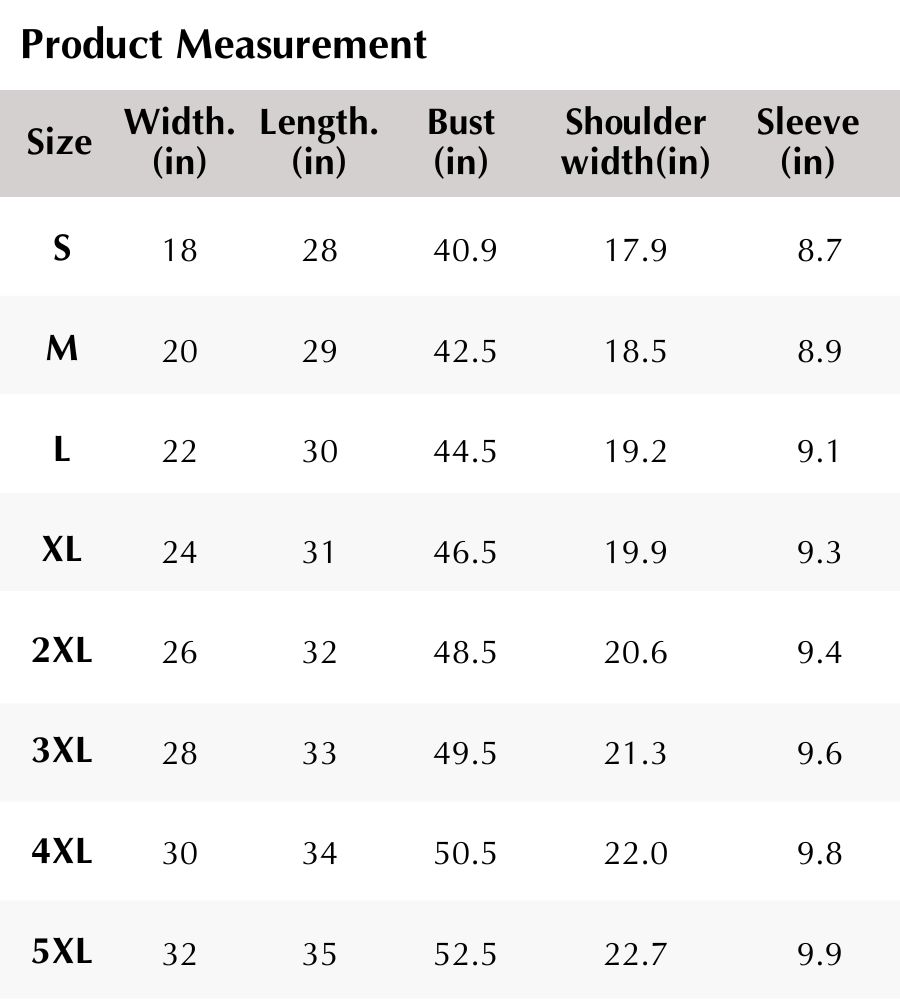 Product Measurement
Size Width. (in) Length. (in) Bust (in) Shoulder width(in) Sleeve (in)
S 18 28 40.9 17.9 8.7
M 20 29 42.5 18.5 8.9
L 22 30 44.5 19.2 9.1
XL 24 31 46.5 19.9 9.3
2XL 26 32 48.5 20.6 9.4
3XL 28 33 49.5 21.3 9.6
4XL 30 34 50.5 22.0 9.8
5XL 32 35 52.5 22.7 9.9